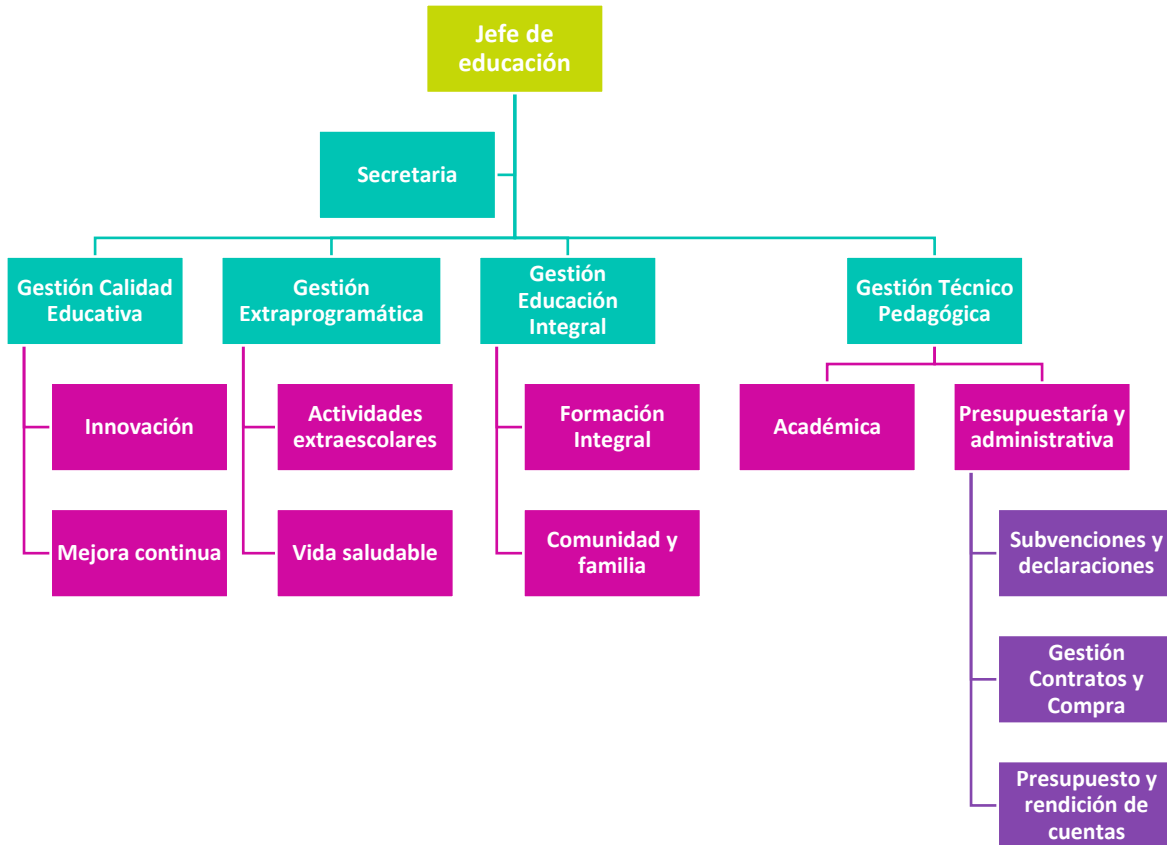 Jefe de
educación
Secretaria
Gestión Calidad
Educativa
Gestión
Extraprogramática
Gestión
Educación
Integral
Gestión Técnico
Pedagógica
Innovación
Actividades
extraescolares
Formación
Integral
Académica
Presupuestaría y
administrativa
Mejora continua
Vida saludable
Comunidad y
familia
Subvenciones y
declaraciones
Gestión
Contratos y
Compra
Presupuesto y
rendición de
cuentas